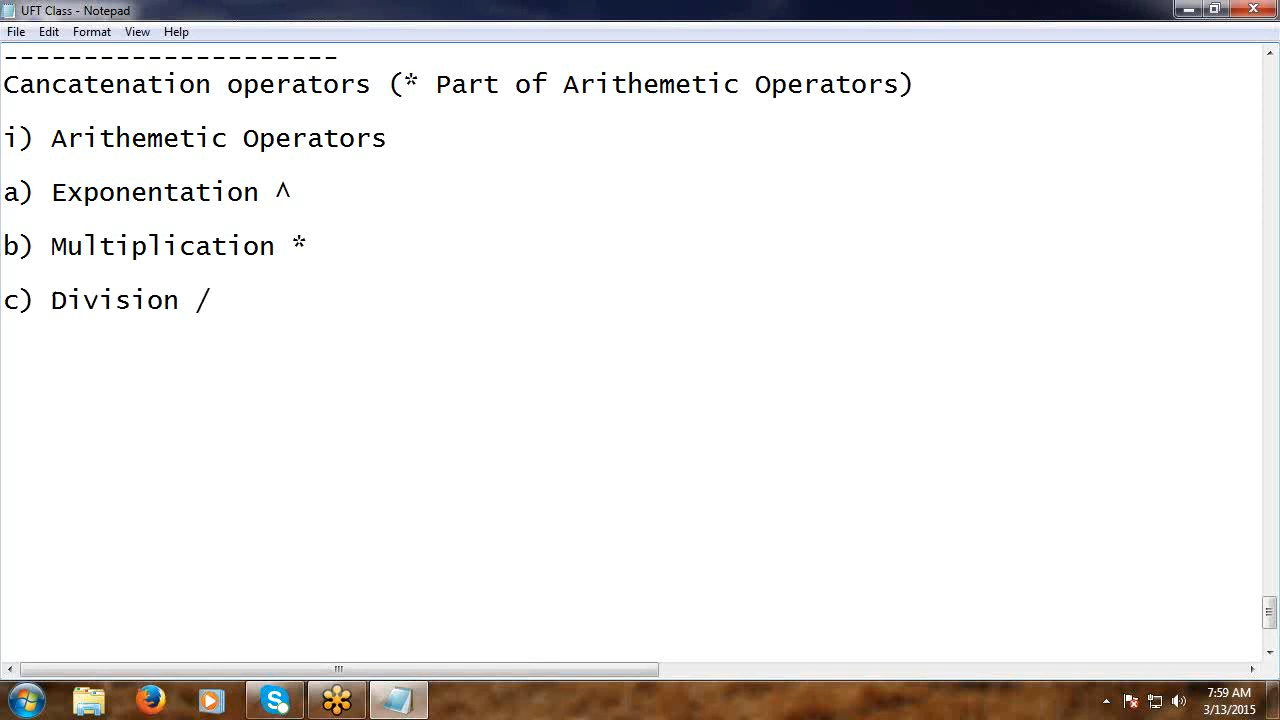 UFT Class - Notepad
File Edit Format View Help
---------------------
Cancatenation operators (* Part of Arithemetic Operators)
i) Arithemetic Operators
a) Exponentation ^
b) Multiplication *
c) Division /
7:59 AM
3/13/2015